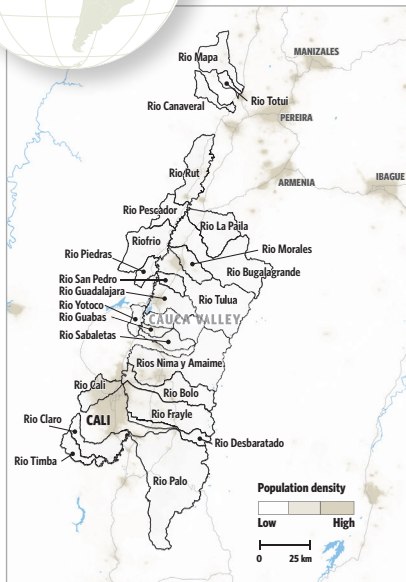 Rio Mapa
MANIZALES
Rio Totui
Rio Canaveral
PEREIRA
Rio Rut
ARMENIA
IBAGUE
Rio Pescador
Rio La Paila
Riofrio
Rio Morales
Rio Piedras
Rio Bugalagrande
Rio San Pedro
Rio Guadalajara
Rio Tulua
Rio Yotoco
Rio Guabas
CAUCA VALLEY
Rio Sabaletas
Rios Nima y Amaime
Rio Cali
Rio Bolo
Rio Claro
CALI
Rio Frayle
Rio Desbaratado
Rio Timba
Rio Palo
Population density
Low High
0 25 km